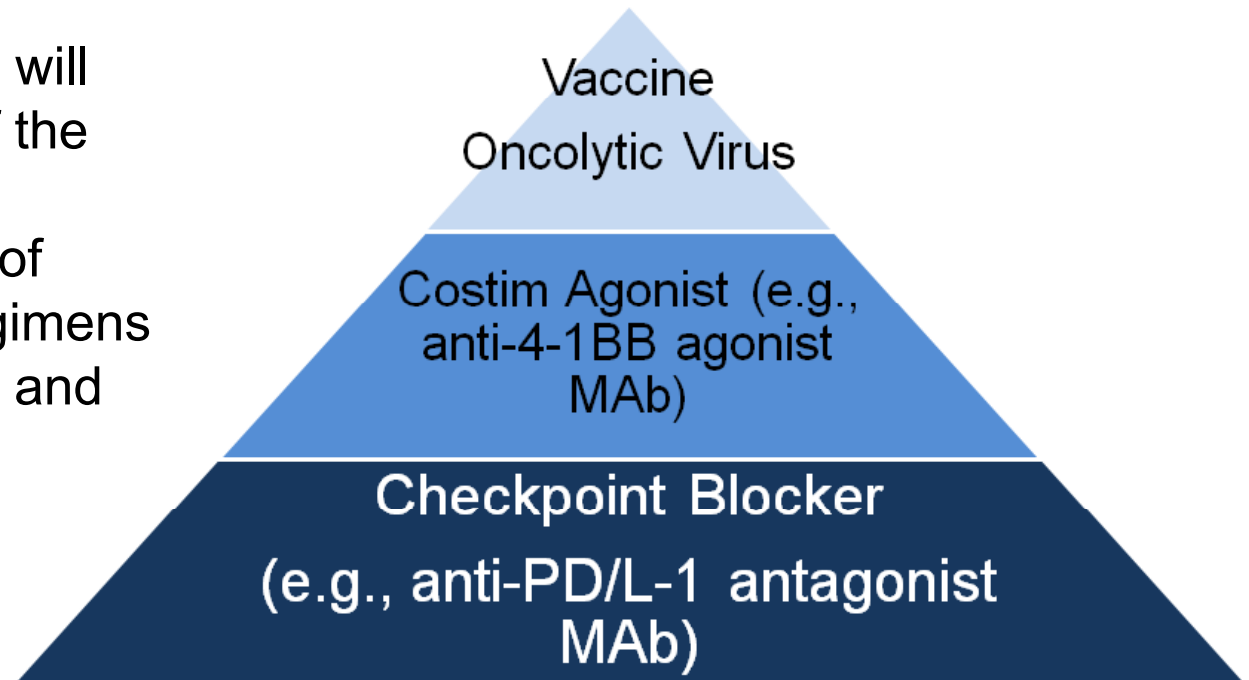 will
the
of
gimens
and
Vaccine
Oncolytic Virus
Costim Agonist (e.g.,
anti-4-1BB agonist
MAb)
Checkpoint Blocker
(e.g., anti-PD/L-1 antagonist
MAb)